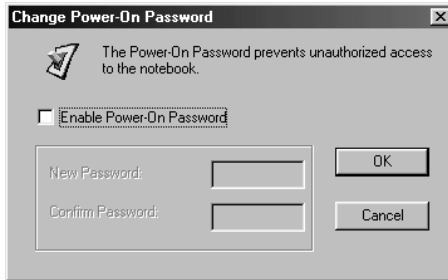 Change Power-On Password
The Power-On Password prevents unauthorized access
to the notebook.
Enable Power-On Password
New Password:
OK
Confirm Password:
Cancel